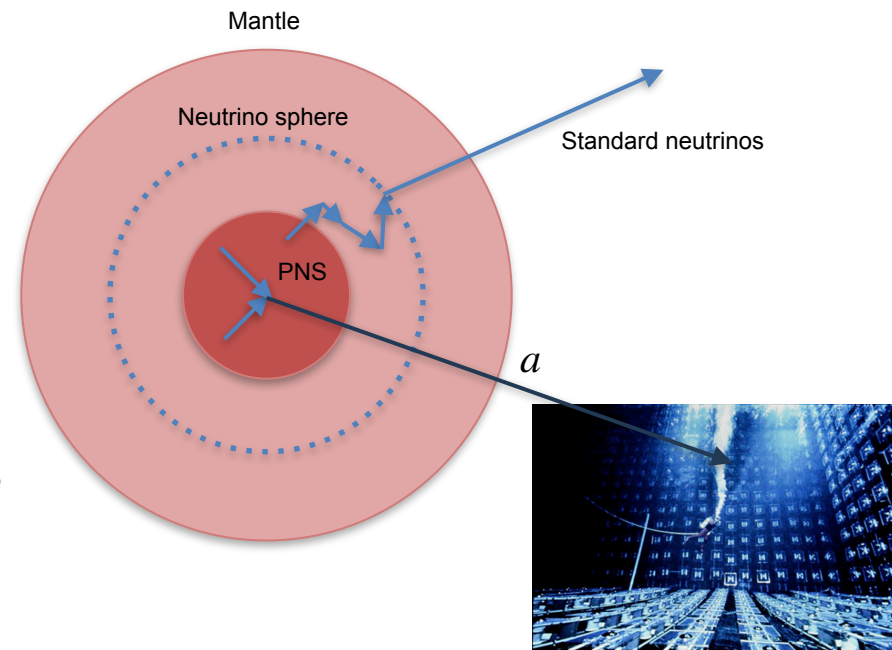 Mantle
Neutrino sphere
Standard neutrinos
PNS
a